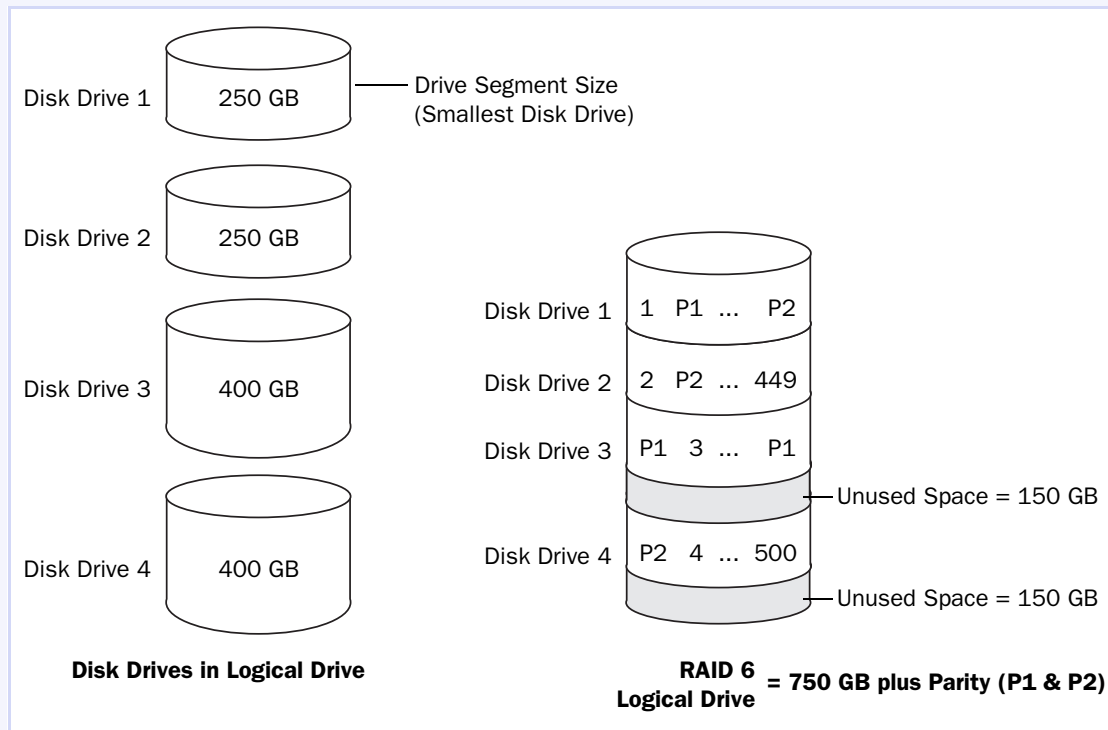 Disk Drive 1
250 GB
Drive Segment Size
(Smallest Disk Drive)
Disk Drive 2
250 GB
Disk Drive 3
400 GB
Disk Drive 4
400 GB
Disk Drives in Logical Drive
Disk Drive 1
1 P1 ... P2
Disk Drive 2
2 P2 ... 449
Disk Drive 3
P1 3 ... P1
Unused Space = 150 GB
Disk Drive 4
P2 4 ... 500
Unused Space = 150 GB
RAID 6
Logical Drive
= 750 GB plus Parity (P1 & P2)